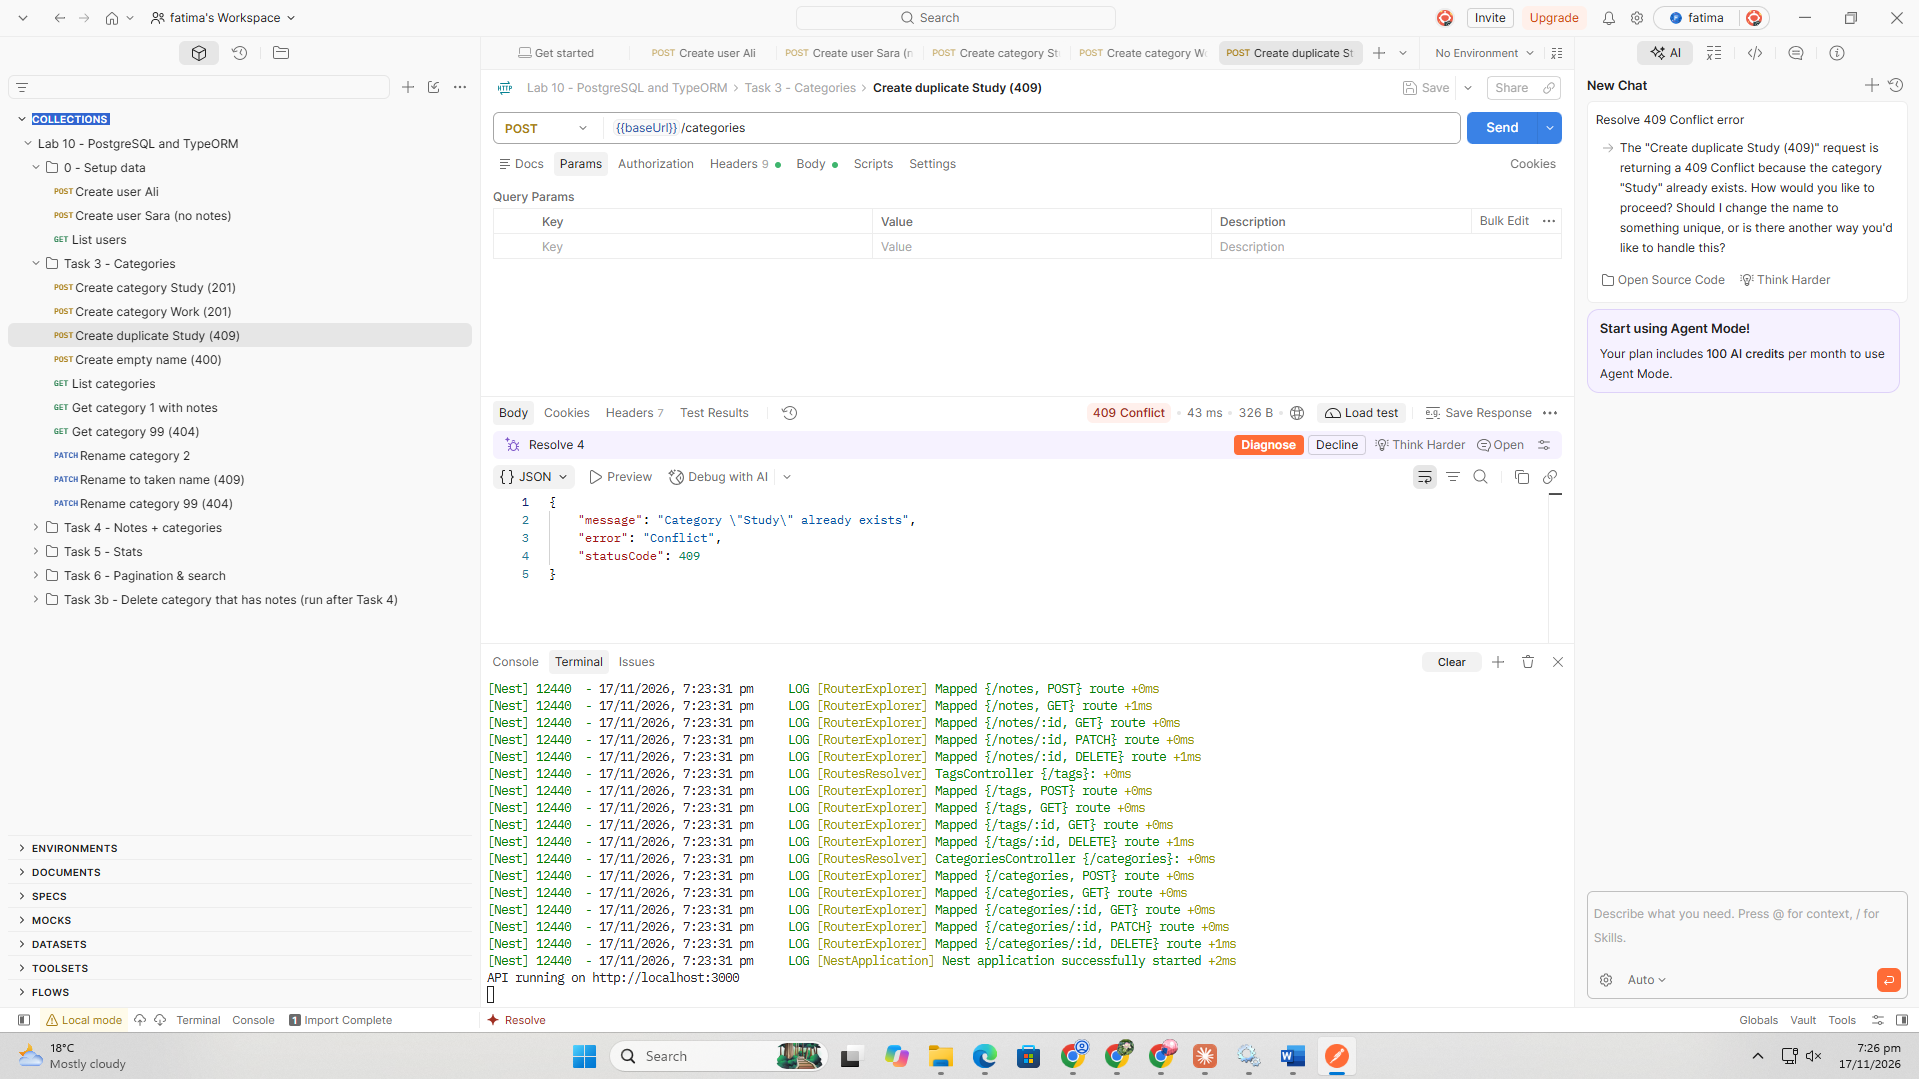 fatima's Workspace
Search
Invite
Upgrade
fatima
Get started
POST Create user Ali
POST Create user Sara (n
POST Create category St
POST Create category W
POST Create duplicate St
No Environment
AI
COLLECTIONS
Lab 10 - PostgreSQL and TypeORM
0 - Setup data
POST Create user Ali
POST Create user Sara (no notes)
GET List users
Task 3 - Categories
POST Create category Study (201)
POST Create category Work (201)
POST Create duplicate Study (409)
POST Create empty name (400)
GET List categories
GET Get category 1 with notes
GET Get category 99 (404)
PATCH Rename category 2
PATCH Rename to taken name (409)
PATCH Rename category 99 (404)
Task 4 - Notes + categories
Task 5 - Stats
Task 6 - Pagination & search
Task 3b - Delete category that has notes (run after Task 4)
ENVIRONMENTS
DOCUMENTS
SPECS
MOCKS
DATASETS
TOOLSETS
FLOWS
HTTP Lab 10 - PostgreSQL and TypeORM > Task 3 - Categories > Create duplicate Study (409)
Save
Share
POST
{{baseUrl}} /categories
Send
Docs Params Authorization Headers 9 Body Scripts Settings
Cookies
Query Params
Key Value Description Bulk Edit
Key Value Description
Body Cookies Headers 7 Test Results
409 Conflict • 43 ms • 326 B
Load test
e.g. Save Response
Resolve 4
Diagnose Decline Think Harder Open
{ } JSON Preview Debug with AI
1 {
2 "message": "Category \"Study\" already exists",
3 "error": "Conflict",
4 "statusCode": 409
5 }
Console Terminal Issues
Clear
[Nest] 12440 - 17/11/2026, 7:23:31 pm LOG [RouterExplorer] Mapped {/notes, POST} route +0ms
[Nest] 12440 - 17/11/2026, 7:23:31 pm LOG [RouterExplorer] Mapped {/notes, GET} route +1ms
[Nest] 12440 - 17/11/2026, 7:23:31 pm LOG [RouterExplorer] Mapped {/notes/:id, GET} route +0ms
[Nest] 12440 - 17/11/2026, 7:23:31 pm LOG [RouterExplorer] Mapped {/notes/:id, PATCH} route +0ms
[Nest] 12440 - 17/11/2026, 7:23:31 pm LOG [RouterExplorer] Mapped {/notes/:id, DELETE} route +1ms
[Nest] 12440 - 17/11/2026, 7:23:31 pm LOG [RoutesResolver] TagsController {/tags}: +0ms
[Nest] 12440 - 17/11/2026, 7:23:31 pm LOG [RouterExplorer] Mapped {/tags, POST} route +0ms
[Nest] 12440 - 17/11/2026, 7:23:31 pm LOG [RouterExplorer] Mapped {/tags, GET} route +0ms
[Nest] 12440 - 17/11/2026, 7:23:31 pm LOG [RouterExplorer] Mapped {/tags/:id, GET} route +0ms
[Nest] 12440 - 17/11/2026, 7:23:31 pm LOG [RouterExplorer] Mapped {/tags/:id, DELETE} route +1ms
[Nest] 12440 - 17/11/2026, 7:23:31 pm LOG [RoutesResolver] CategoriesController {/categories}: +0ms
[Nest] 12440 - 17/11/2026, 7:23:31 pm LOG [RouterExplorer] Mapped {/categories, POST} route +0ms
[Nest] 12440 - 17/11/2026, 7:23:31 pm LOG [RouterExplorer] Mapped {/categories, GET} route +0ms
[Nest] 12440 - 17/11/2026, 7:23:31 pm LOG [RouterExplorer] Mapped {/categories/:id, GET} route +0ms
[Nest] 12440 - 17/11/2026, 7:23:31 pm LOG [RouterExplorer] Mapped {/categories/:id, PATCH} route +0ms
[Nest] 12440 - 17/11/2026, 7:23:31 pm LOG [RouterExplorer] Mapped {/categories/:id, DELETE} route +1ms
[Nest] 12440 - 17/11/2026, 7:23:31 pm LOG [NestApplication] Nest application successfully started +2ms
API running on http://localhost:3000
New Chat
Resolve 409 Conflict error
The "Create duplicate Study (409)" request is
returning a 409 Conflict because the category
"Study" already exists. How would you like to
proceed? Should I change the name to
something unique, or is there another way you'd
like to handle this?
Open Source Code Think Harder
Start using Agent Mode!
Your plan includes 100 AI credits per month to use
Agent Mode.
Describe what you need. Press @ for context, / for
Skills.
Auto
Local mode
Terminal
Console
1 Import Complete
Resolve
Globals Vault Tools
18°C
Mostly cloudy
Search
7:26 pm
17/11/2026